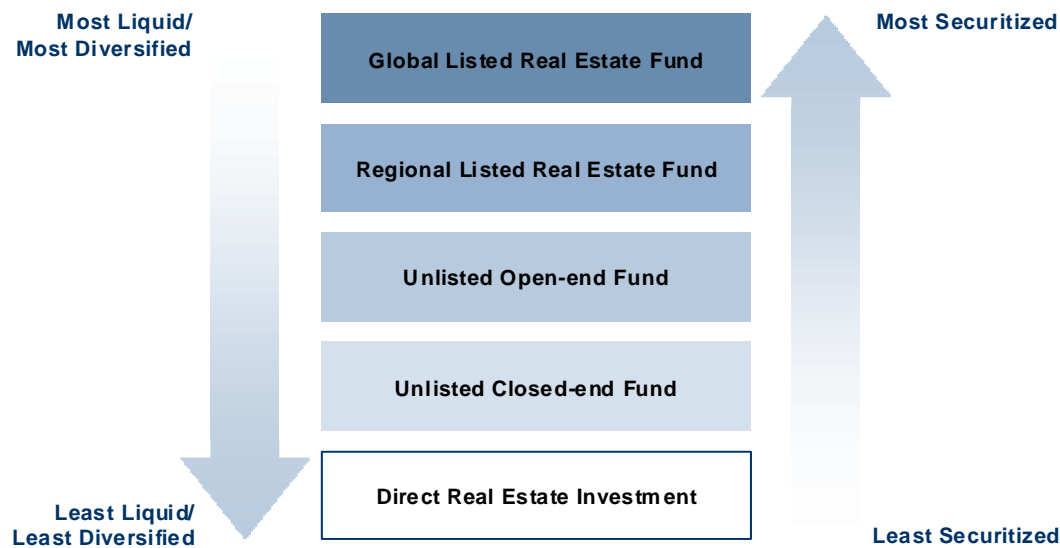 Most Liquid/
Most Diversified
Most Securitized
Global Listed Real Estate Fund
Regional Listed Real Estate Fund
Unlisted Open-end Fund
Unlisted Closed-end Fund
Direct Real Estate Investment
Least Liquid/
Least Diversified
Least Securitized